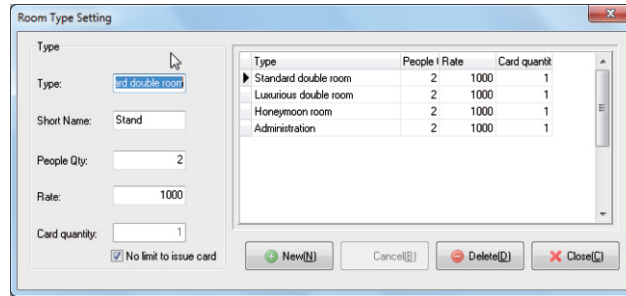 Room Type Setting
Type
Type: ard double room
Short Name: Stand
People Qty: 2
Rate: 1000
Card quantity: 1
No limit to issue card
Type People Rate Card quantit
Standard double room 2 1000 1
Luxurious double room 2 1000 1
Honeymoon room 2 1000 1
Administration 2 1000 1
New(N) Cancel(B) Delete(D) Close(C)